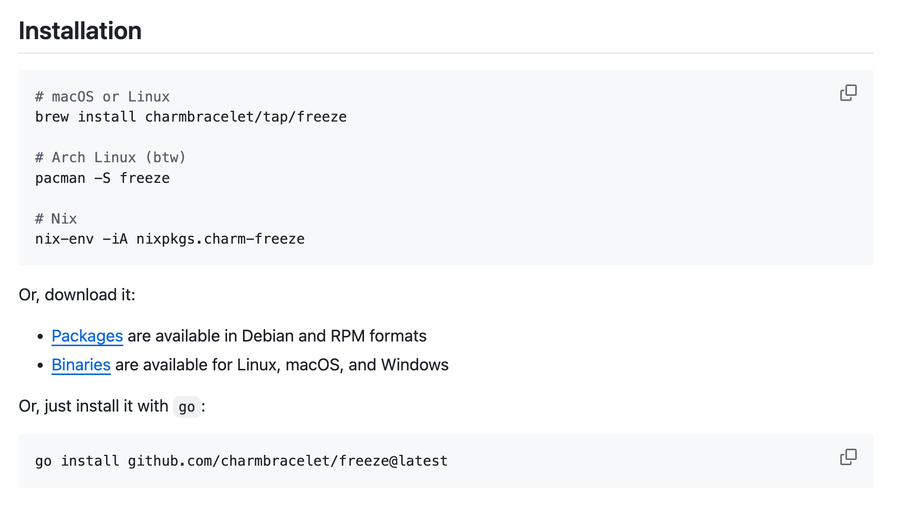 Installation
# macOS or Linux
brew install charmbracelet/tap/freeze
# Arch Linux (btw)
pacman -S freeze
# Nix
nix-env -iA nixpkgs.charm-freeze
Or, download it:
• Packages are available in Debian and RPM formats
• Binaries are available for Linux, macOS, and Windows
Or, just install it with go:
go install github.com/charmbracelet/freeze@latest